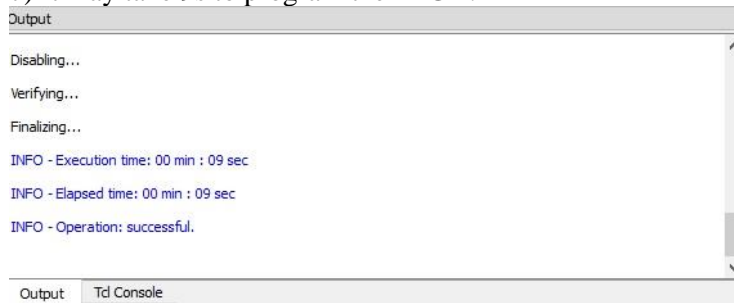 Output
Disabling...
Verifying...
Finalizing...
INFO - Execution time: 00 min : 09 sec
INFO - Elapsed time: 00 min : 09 sec
INFO - Operation: successful.
Output Tcl Console